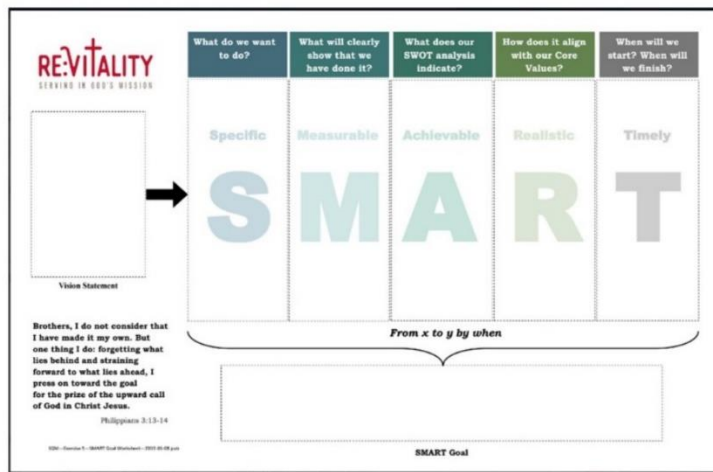 RE:VITALITY
SERVING IN GOD'S MISSION
What do we want
to do?
What will clearly
show that we
have done it?
What does our
SWOT analysis
indicate?
How does it align
with our Core
Values?
When will we
start? When will
we finish?
Specific
Measurable
Achievable
Realistic
Timely
S
M
A
R
T
Vision Statement
From x to y by when
Brothers, I do not consider that
I have made it my own. But
one thing I do: forgetting what
lies behind and straining
forward to what lies ahead, I
press on toward the goal
for the prize of the upward call
of God in Christ Jesus.
Philippians 3:13-14
SMART Goal